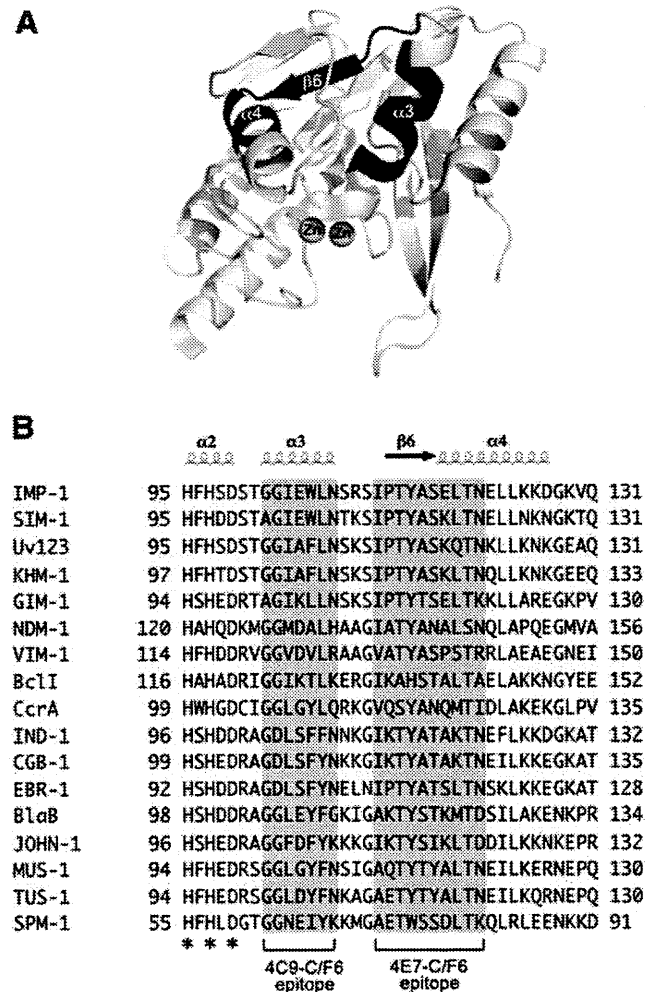 A
β6
α4
α3
Zn Zn
B
α2 α3 β6 α4
IMP-1 95 HFHSDSTGGIEWLNSRSIPTYASELTNELLKKDGKVQ 131
SIM-1 95 HFHDDSTAGIEWLNTKSIPTYASKLTNELLNKNGKTQ 131
Uv123 95 HFHSDSTGGIAFLNSKSIPTYASKQTNKLLKNKGEAQ 131
KHM-1 97 HFHTDSTGGIAFLNSKSIPTYASKLTNQLLKNKGEEQ 133
GIM-1 94 HSHEDRTAGIKLLNSKSIPTYTSELTKKLLAREGKPV 130
NDM-1 120 HAHQDKMGGMDALHAAGIATYANALSNQLAPQEGMVA 156
VIM-1 114 HFHDDRVGGVDVLRAAGVATYASPSTRRLAEAEGNEI 150
BclI 116 HAHADRIGGIKTLKERGIKAHSTALTAELAKKNGYEE 152
CcrA 99 HWHGDCIGGLGYLQRKGVQSYANQMTIDLAKEKGLPV 135
IND-1 96 HSHDDRAGDLSFFNNKGIKTYATAKTNEFLKKDGKAT 132
CGB-1 99 HSHEDRAGDLSFYNKKGIKTYATAKTNEILKKEGKAT 135
EBR-1 92 HSHDDRAGDLSFYNELNIPTYATSLTNSKLKKEGKAT 128
BlaB 98 HSHDDRAGGLEYFGKIGAKTYSTKMTDSILAKENKPR 134
JOHN-1 96 HSHEDRAGGFDFYKKKGIKTYSIKLTDDILKKNKEPR 132
MUS-1 94 HFHEDRSGGLGYFNSIGAQTYTYALTNEILKERNEPQ 130
TUS-1 94 HFHEDRSGGLDYFNKAGAETYTYALTNEILKQRNEPQ 130
SPM-1 55 HFHLDGTGGNEIYKKMGAETWSSDLTKQLRLEENKKD 91
* * *
4C9-C/F6 4E7-C/F6
epitope epitope